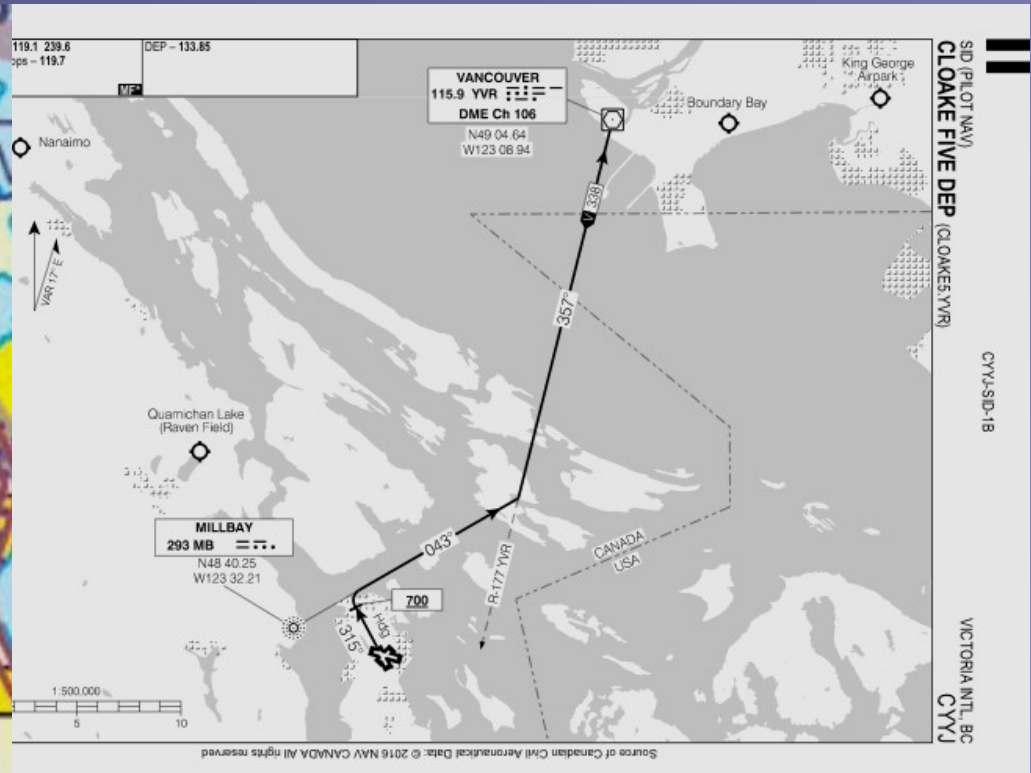 119.1 239.6
ops – 119.7
MF*
DEP – 133.85
VANCOUVER
115.9 YVR
DME Ch 106
N49 04.64
W123 08.94
King George
Airpark
Boundary Bay
Nanaimo
VAR 17° E
V 338
357°
Quamichan Lake
(Raven Field)
MILLBAY
293 MB
N48 40.25
W123 32.21
043°
R-177 YVR
CANADA
USA
700
Hdg
315°
1:500,000
5
10
SID (PILOT NAV)
CLOAKE FIVE DEP (CLOAKE5.YVR)
CYYJ-SID-1B
VICTORIA INTL, BC
CYYJ
Source of Canadian Civil Aeronautical Data: © 2016 NAV CANADA All rights reserved